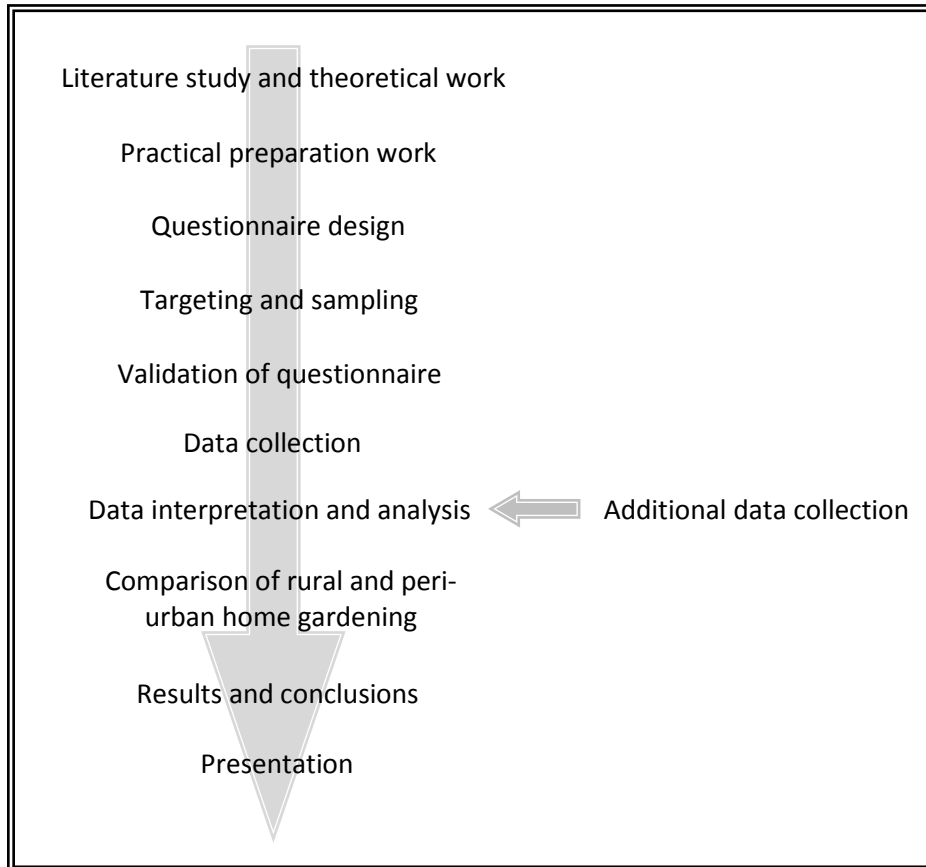 Literature study and theoretical work
Practical preparation work
Questionnaire design
Targeting and sampling
Validation of questionnaire
Data collection
Data interpretation and analysis
Additional data collection
Comparison of rural and peri-
urban home gardening
Results and conclusions
Presentation